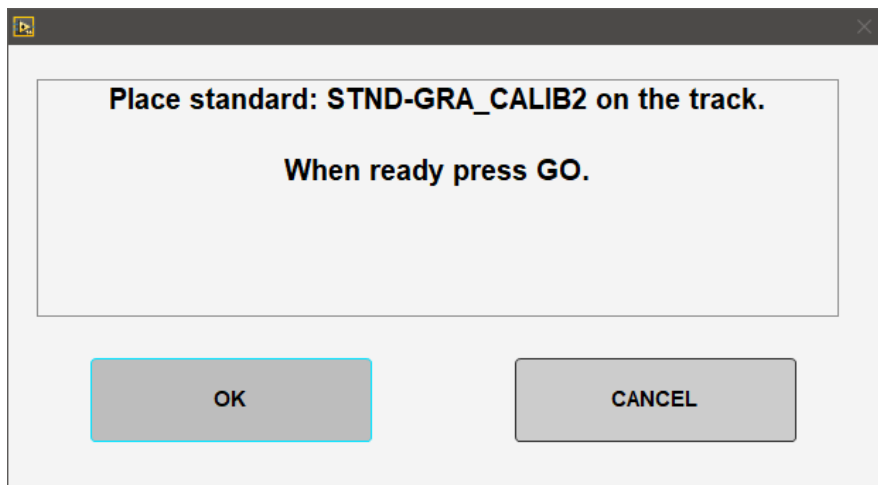 Place standard: STND-GRA_CALIB2 on the track.
When ready press GO.
OK
CANCEL